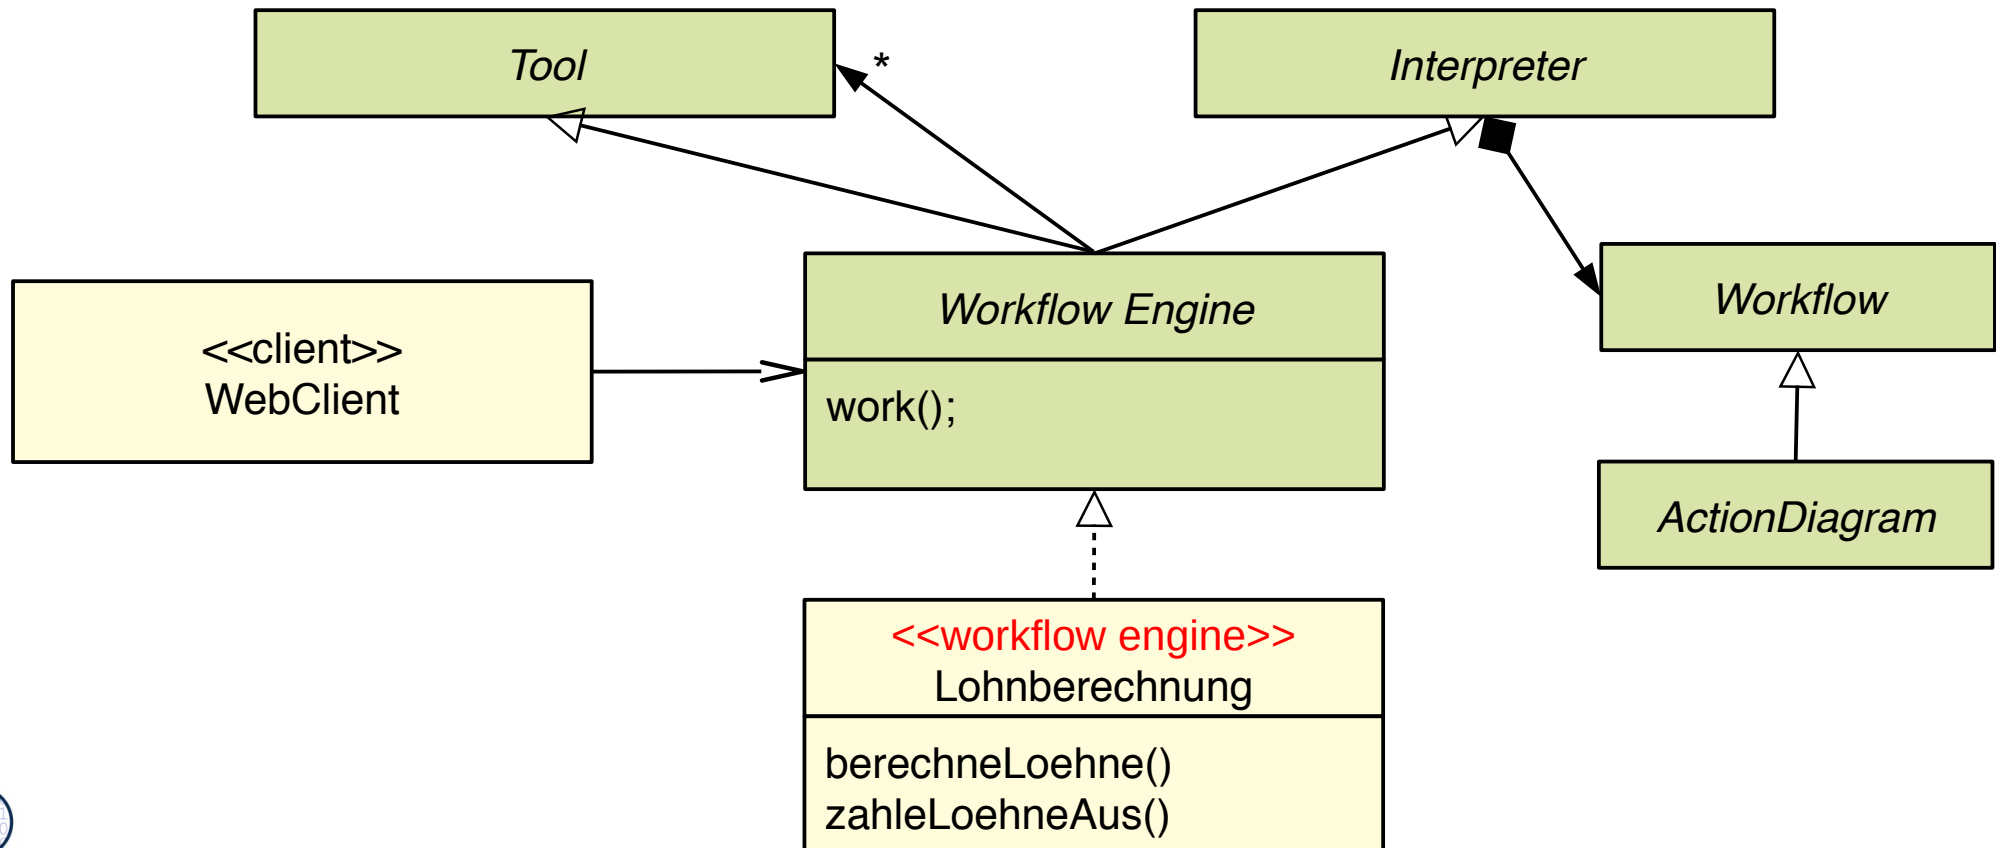 Tool
*
Interpreter
Workflow Engine
work();
<<client>>
WebClient
Workflow
ActionDiagram
<<workflow engine>>
Lohnberechnung
berechneLoehne()
zahleLoehneAus()